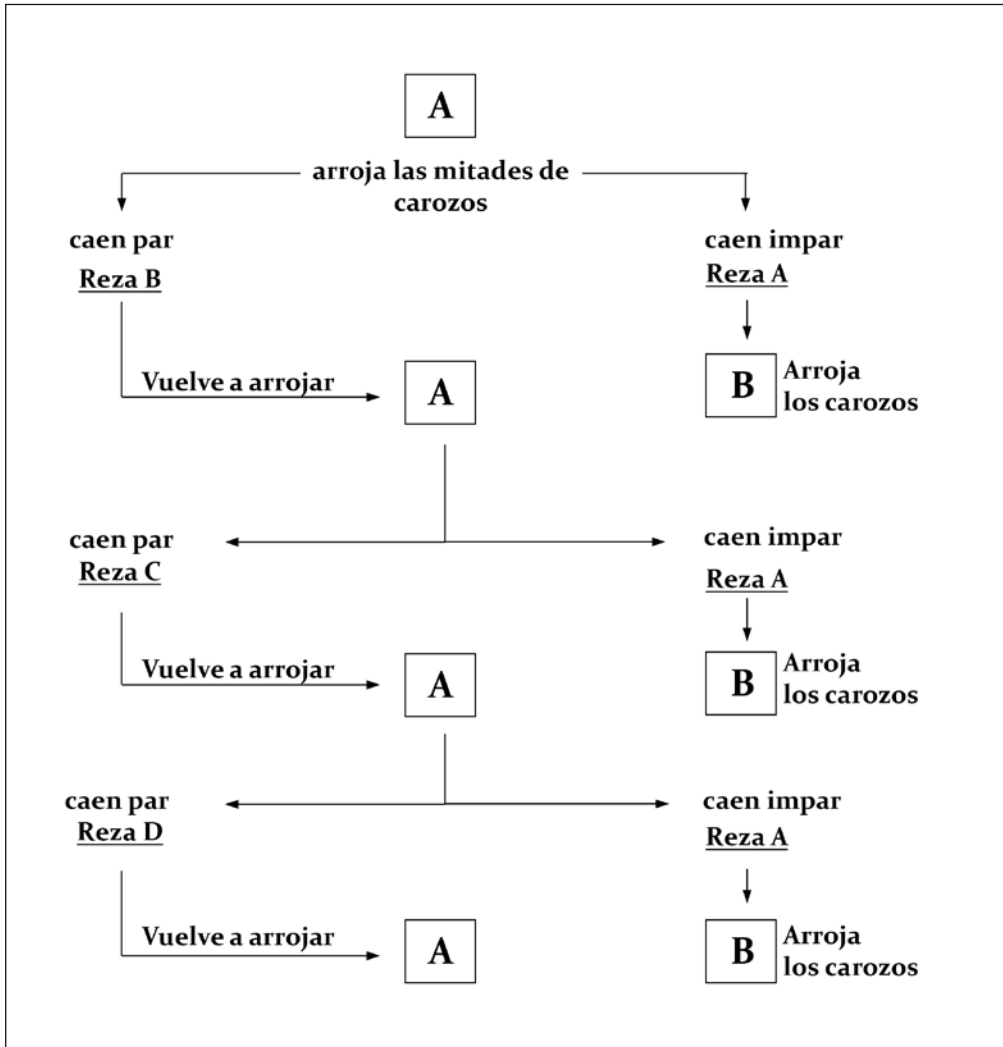 A
arroja las mitades de
carozos
caen par
Reza B
caen impar
Reza A
Vuelve a arrojar
A
B
Arroja
los carozos
caen par
Reza C
caen impar
Reza A
Vuelve a arrojar
A
B
Arroja
los carozos
caen par
Reza D
caen impar
Reza A
Vuelve a arrojar
A
B
Arroja
los carozos